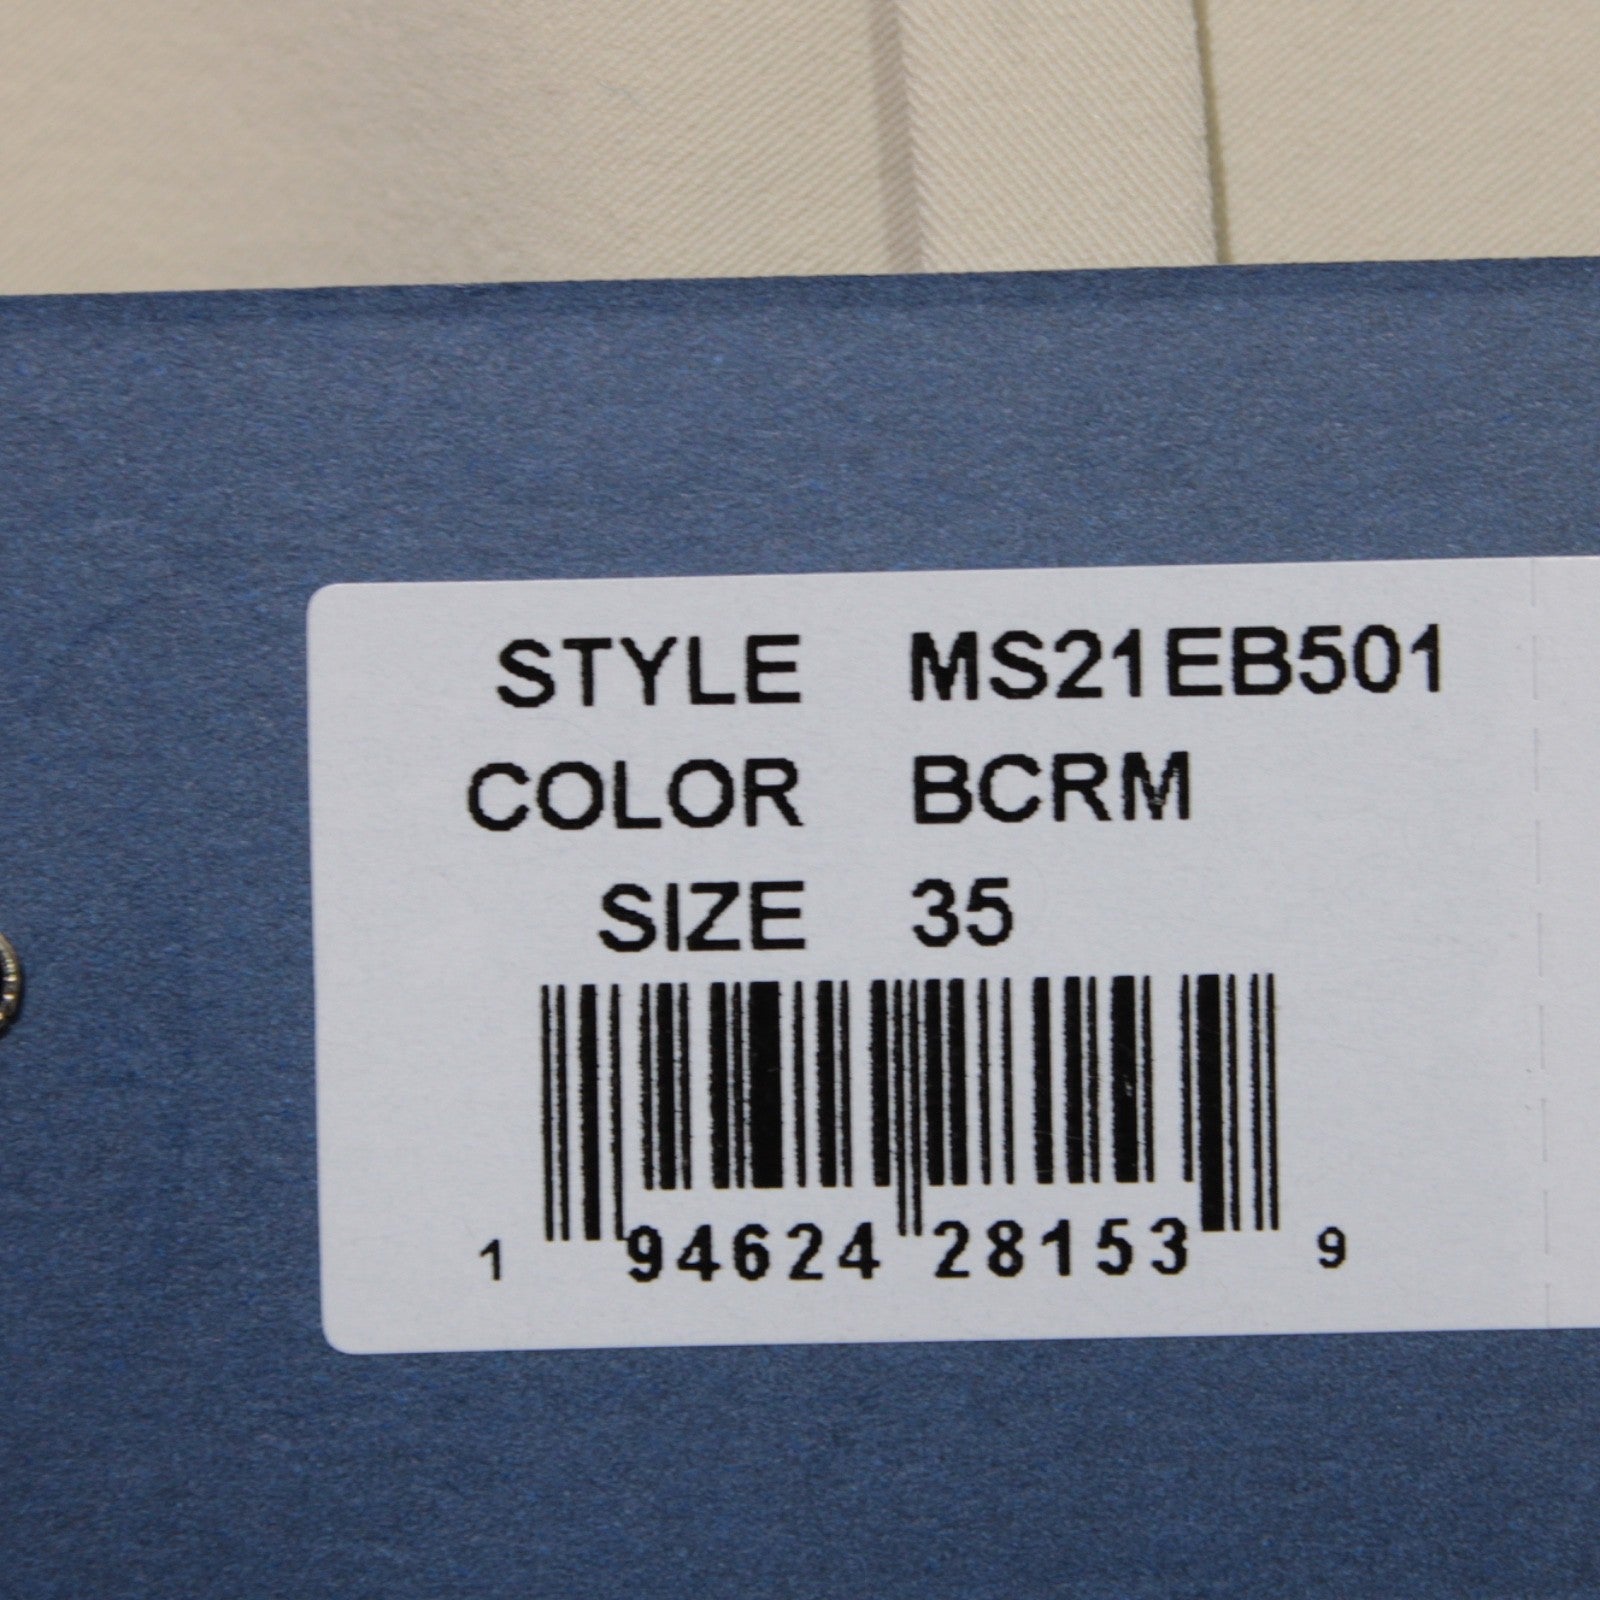 STYLE MS21EB501
COLOR BCRM
SIZE 35
1 94624 28153 9